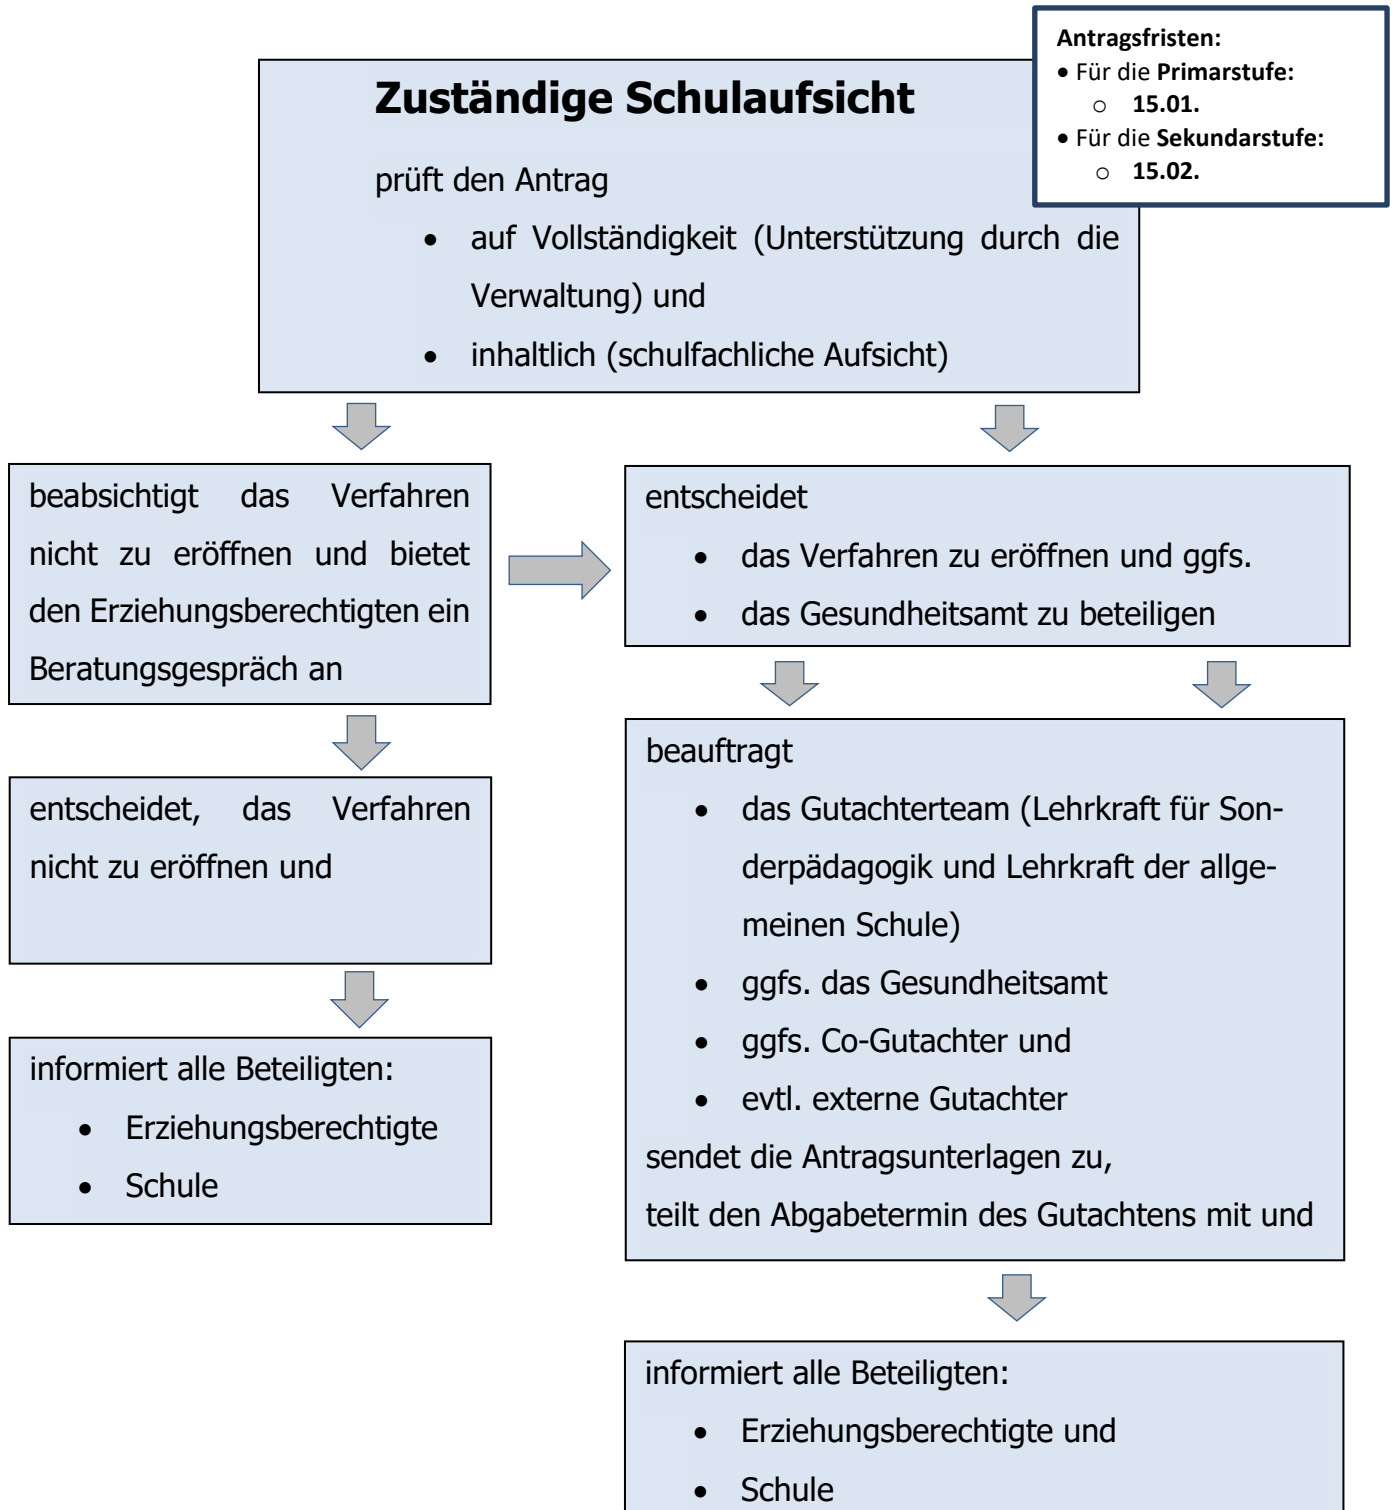 Antragsfristen:
• Für die Primarstufe:
o 15.01.
• Für die Sekundarstufe:
o 15.02.
Zuständige Schulaufsicht
prüft den Antrag
• auf Vollständigkeit (Unterstützung durch die
Verwaltung) und
• inhaltlich (schulfachliche Aufsicht)
beabsichtigt das Verfahren
nicht zu eröffnen und bietet
den Erziehungsberechtigten ein
Beratungsgespräch an
entscheidet
• das Verfahren zu eröffnen und ggfs.
• das Gesundheitsamt zu beteiligen
entscheidet, das Verfahren
nicht zu eröffnen und
beauftragt
• das Gutachterteam (Lehrkraft für Son-
derpädagogik und Lehrkraft der allge-
meinen Schule)
• ggfs. das Gesundheitsamt
• ggfs. Co-Gutachter und
• evtl. externe Gutachter
sendet die Antragsunterlagen zu,
teilt den Abgabetermin des Gutachtens mit und
informiert alle Beteiligten:
• Erziehungsberechtigte
• Schule
informiert alle Beteiligten:
• Erziehungsberechtigte und
• Schule